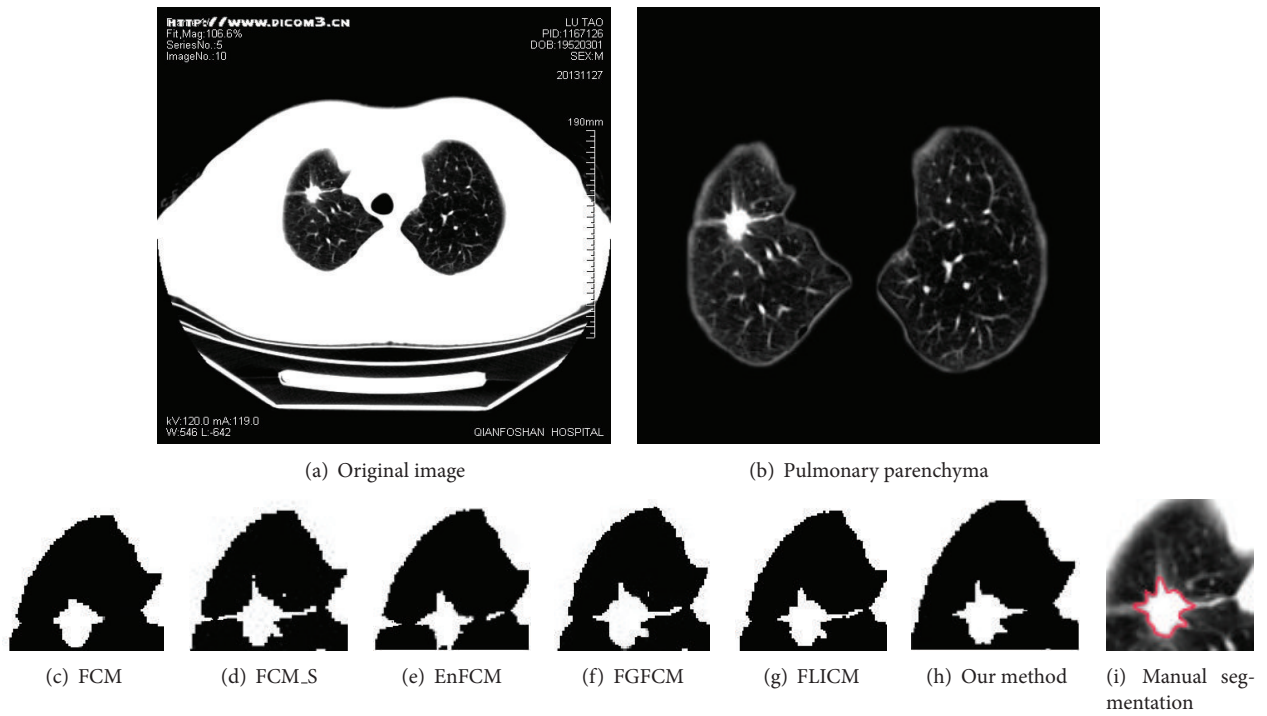 HTTP://WWW.DICOM3.CN
Fit,Mag:106.6%
SeriesNo.:5
ImageNo.:10
LU TAO
PID:1167126
DOB:19520301
SEX:M
20131127
190mm
kV:120.0 mA:119.0
W:546 L:-642
QIANFOSHAN HOSPITAL
(a) Original image
(b) Pulmonary parenchyma
(c) FCM
(d) FCM_S
(e) EnFCM
(f) FGFCM
(g) FLICM
(h) Our method
(i) Manual seg-
mentation